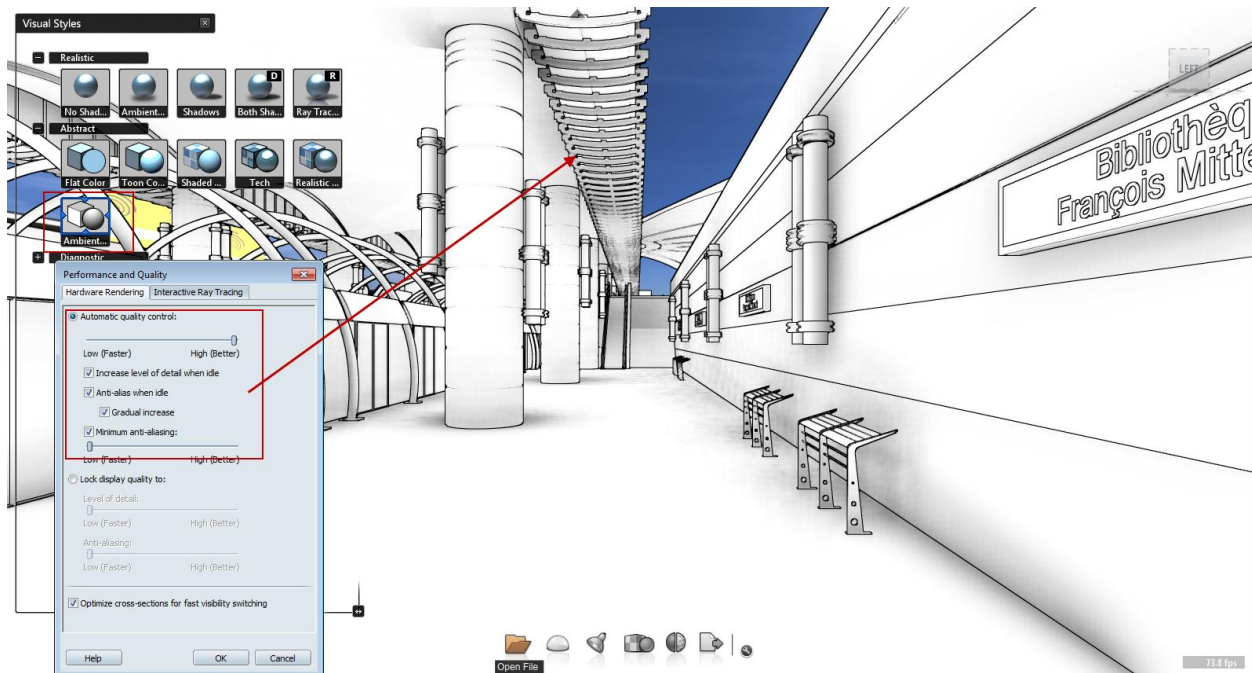 Visual Styles
Realistic
No Shad...
Ambient...
Shadows
D
Both Sha...
R
Ray Trac...
Abstract
Flat Color
Toon Co...
Shaded ...
Tech
Realistic ...
Ambient...
Diagnostic
Performance and Quality
Hardware Rendering
Interactive Ray Tracing
Automatic quality control:
Low (Faster) High (Better)
Increase level of detail when idle
Anti-alias when idle
Gradual increase
Minimum anti-aliasing:
Low (Faster) High (Better)
Lock display quality to:
Level of detail:
Low (Faster) High (Better)
Anti-aliasing:
Low (Faster) High (Better)
Optimize cross-sections for fast visibility switching
Help
OK
Cancel
LEFT
Bibliothèq
François Mitte
Open File
73.8 fps